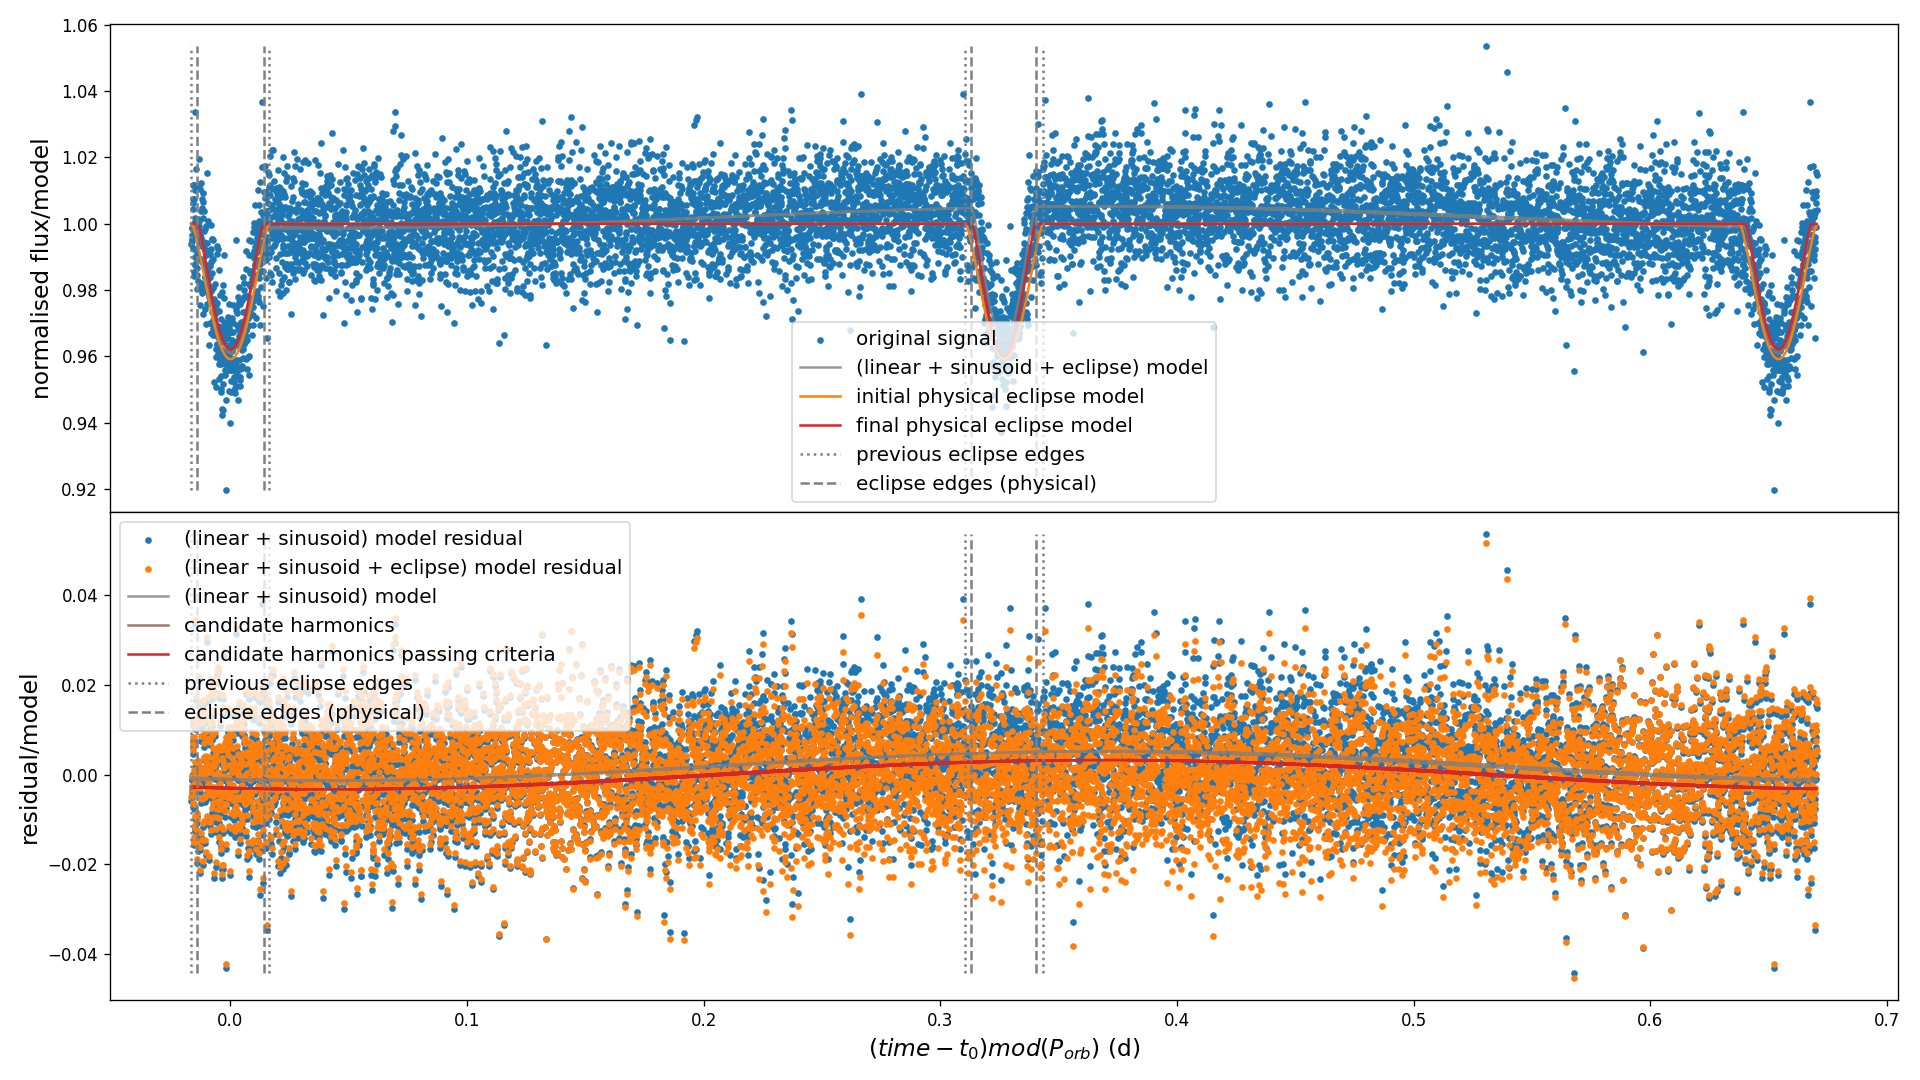 1.06
1.04
1.02
1.00
0.98
0.96
0.94
0.92
normalised flux/model
original signal
(linear + sinusoid + eclipse) model
initial physical eclipse model
final physical eclipse model
previous eclipse edges
eclipse edges (physical)
(linear + sinusoid) model residual
(linear + sinusoid + eclipse) model residual
(linear + sinusoid) model
candidate harmonics
candidate harmonics passing criteria
previous eclipse edges
eclipse edges (physical)
0.04
0.02
0.00
−0.02
−0.04
residual/model
0.0 0.1 0.2 0.3 0.4 0.5 0.6 0.7
(time − t₀)mod(P_orb) (d)